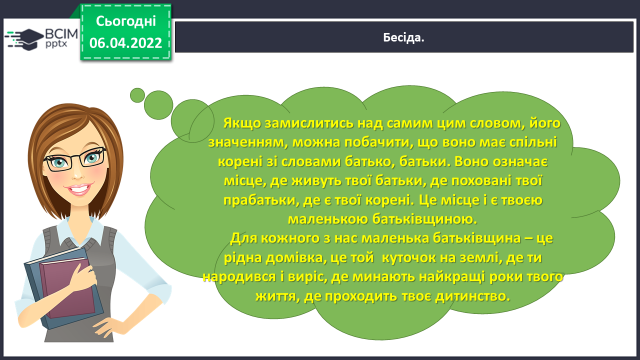 Сьогодні
06.04.2022
ВСІМ
pptx
Бесіда.
Якщо замислитись над самим цим словом, його
значенням, можна побачити, що воно має спільні
корені зі словами батько, батьки. Воно означає
місце, де живуть твої батьки, де поховані твої
прабатьки, де є твої корені. Це місце і є твоєю
маленькою батьківщиною.
Для кожного з нас маленька батьківщина – це
рідна домівка, це той куточок на землі, де ти
народився і виріс, де минають найкращі роки твого
життя, де проходить твоє дитинство.